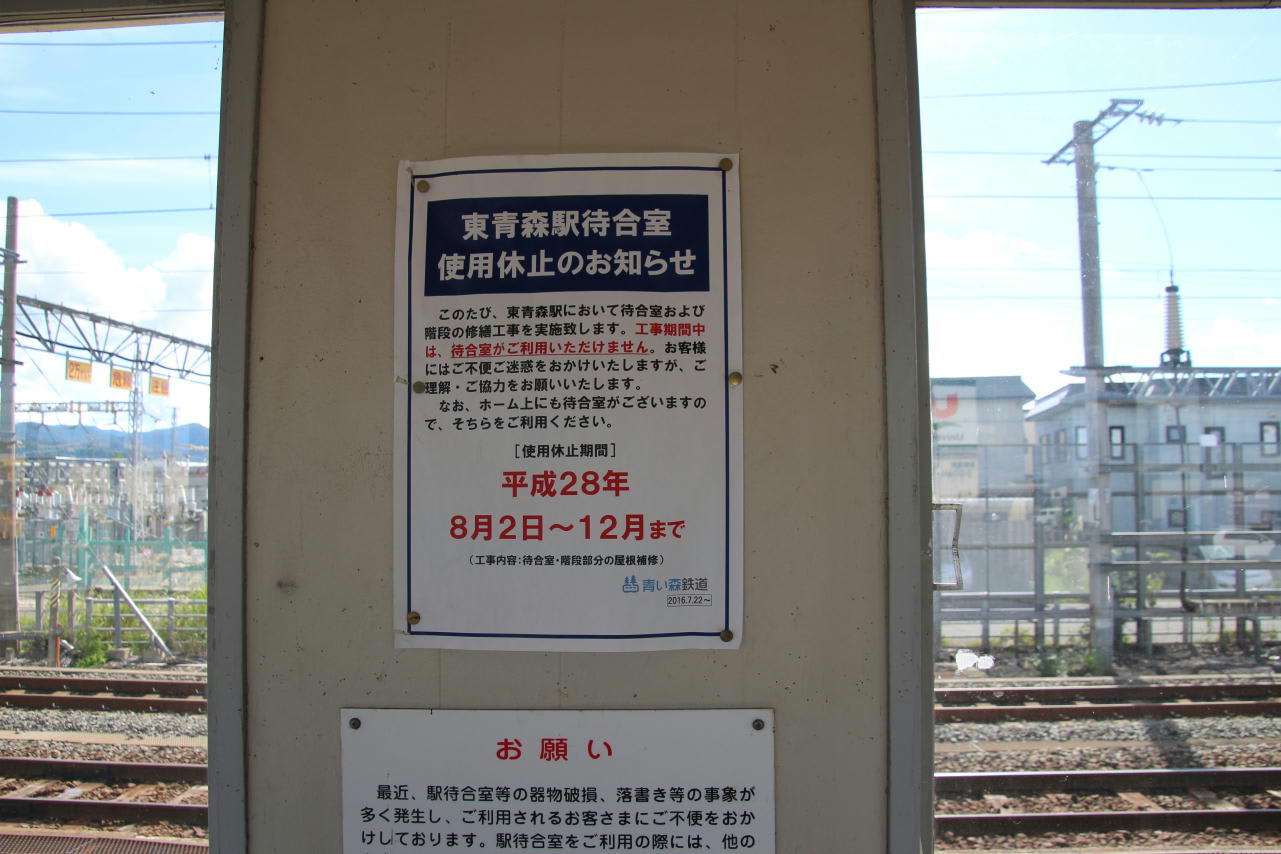 東青森駅待合室
使用休止のお知らせ
このたび、東青森駅において待合室および
階段の修繕工事を実施致します。工事期間中
は、待合室がご利用いただけません。お客様
にはご不便ご迷惑をおかけいたしますが、ご
理解・ご協力をお願いいたします。
なお、ホーム上にも待合室がございますの
で、そちらをご利用ください。
［使用休止期間］
平成28年
8月2日～12月まで
（工事内容：待合室・階段部分の屋根補修）
青い森鉄道
2016.7.22～
お願い
最近、駅待合室等の器物破損、落書き等の事象が
多く発生し、ご利用されるお客さまにご不便をおか
けしております。駅待合室をご利用の際には、他の